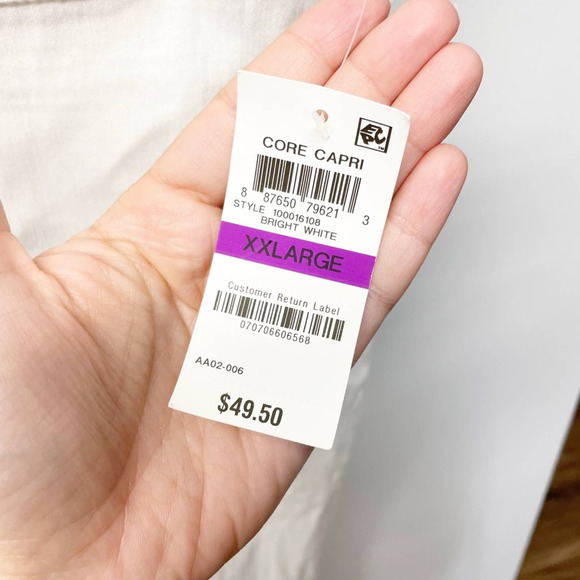 CORE CAPRI
8 87650 79621 3
STYLE 100016108
BRIGHT WHITE
XXLARGE
Customer Return Label
070706606568
AA02-006
$49.50